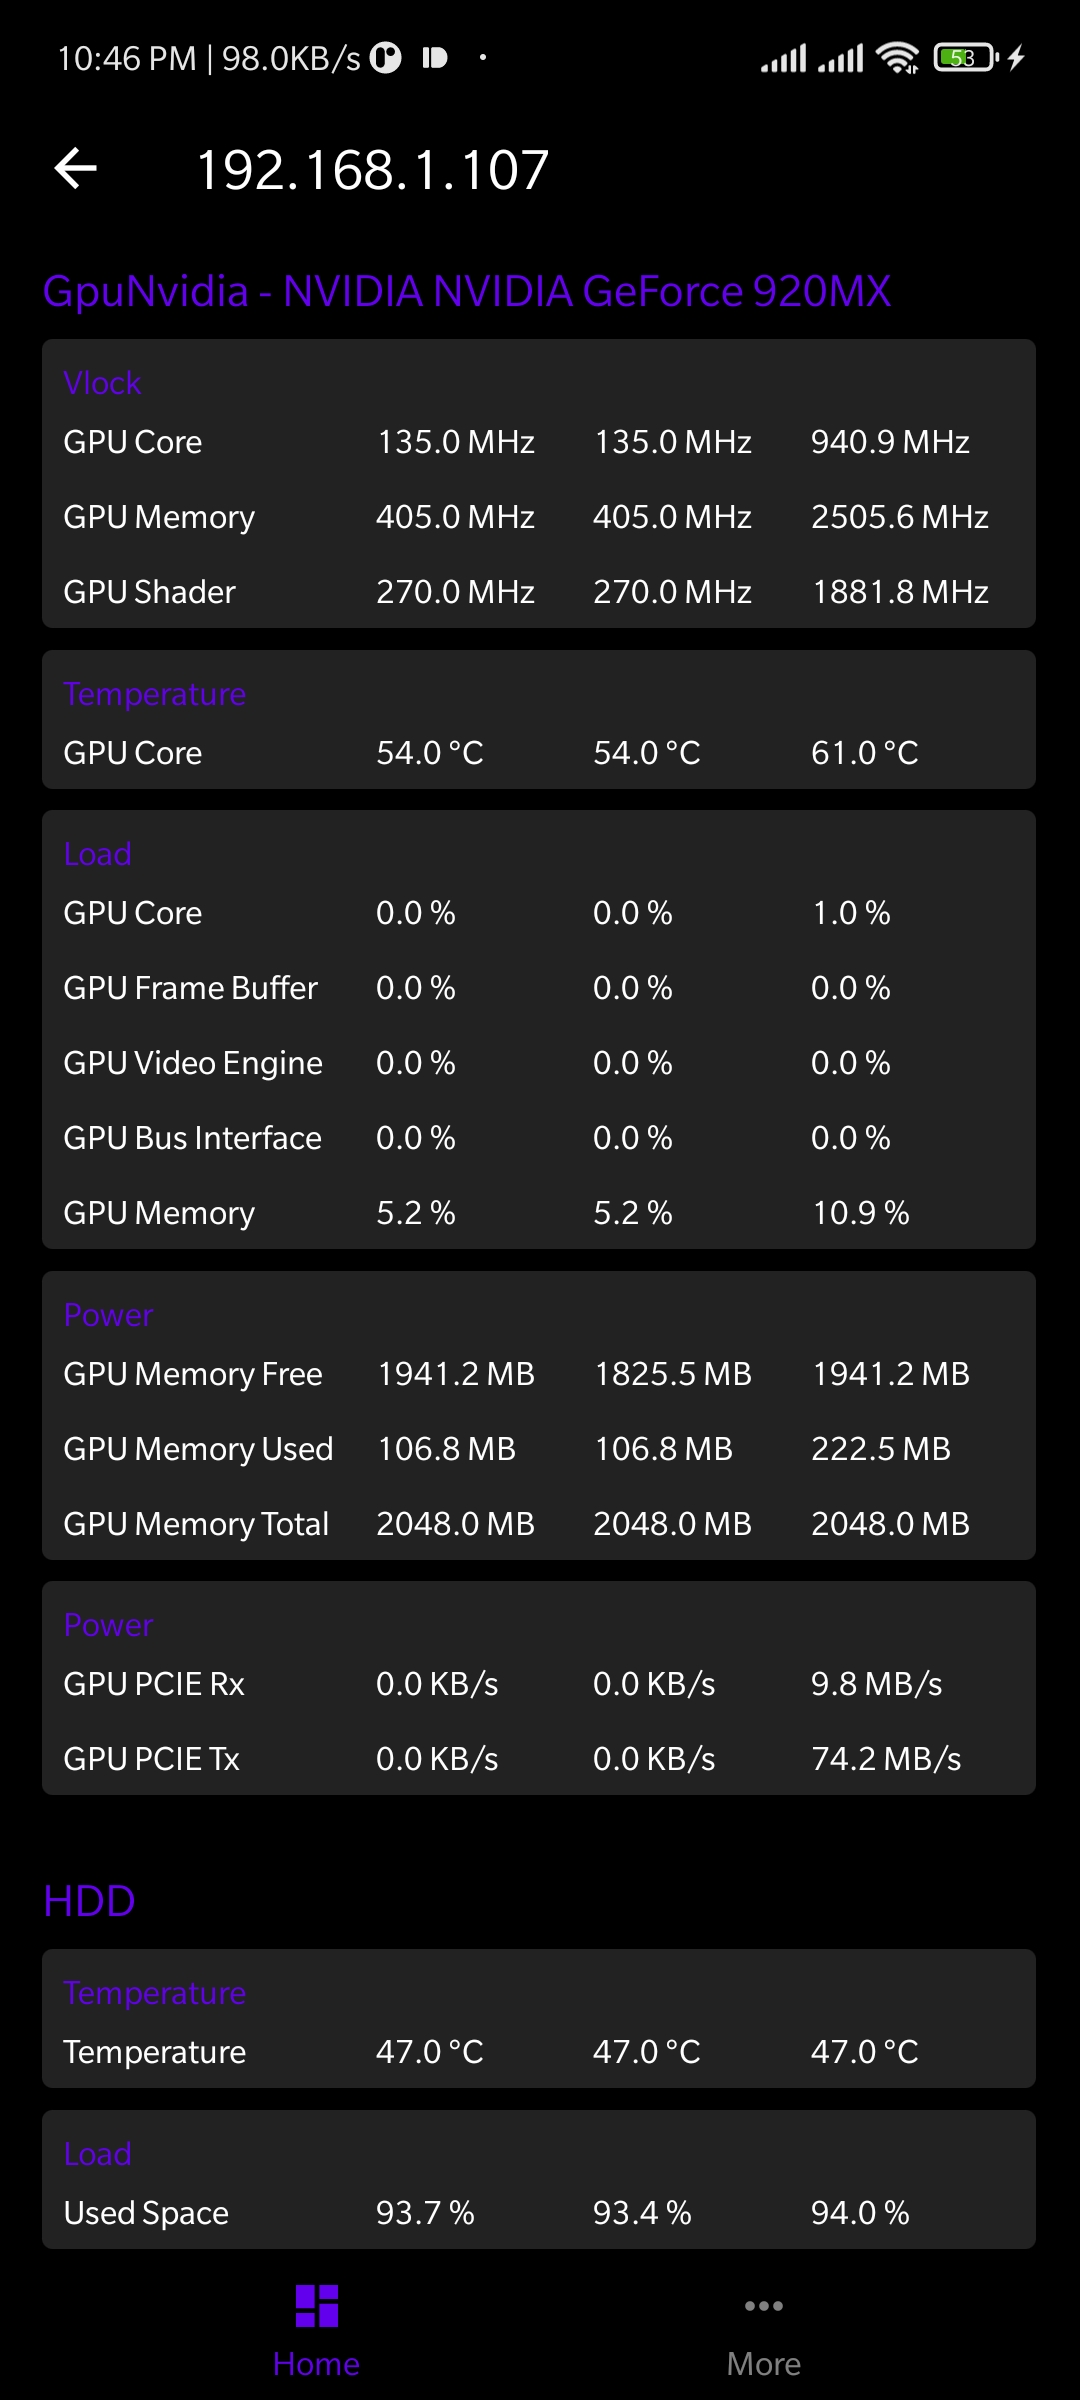 10:46 PM | 98.0KB/s
53
192.168.1.107
GpuNvidia - NVIDIA NVIDIA GeForce 920MX
Vlock
GPU Core 135.0 MHz 135.0 MHz 940.9 MHz
GPU Memory 405.0 MHz 405.0 MHz 2505.6 MHz
GPU Shader 270.0 MHz 270.0 MHz 1881.8 MHz
Temperature
GPU Core 54.0 °C 54.0 °C 61.0 °C
Load
GPU Core 0.0 % 0.0 % 1.0 %
GPU Frame Buffer 0.0 % 0.0 % 0.0 %
GPU Video Engine 0.0 % 0.0 % 0.0 %
GPU Bus Interface 0.0 % 0.0 % 0.0 %
GPU Memory 5.2 % 5.2 % 10.9 %
Power
GPU Memory Free 1941.2 MB 1825.5 MB 1941.2 MB
GPU Memory Used 106.8 MB 106.8 MB 222.5 MB
GPU Memory Total 2048.0 MB 2048.0 MB 2048.0 MB
Power
GPU PCIE Rx 0.0 KB/s 0.0 KB/s 9.8 MB/s
GPU PCIE Tx 0.0 KB/s 0.0 KB/s 74.2 MB/s
HDD
Temperature
Temperature 47.0 °C 47.0 °C 47.0 °C
Load
Used Space 93.7 % 93.4 % 94.0 %
Home
More